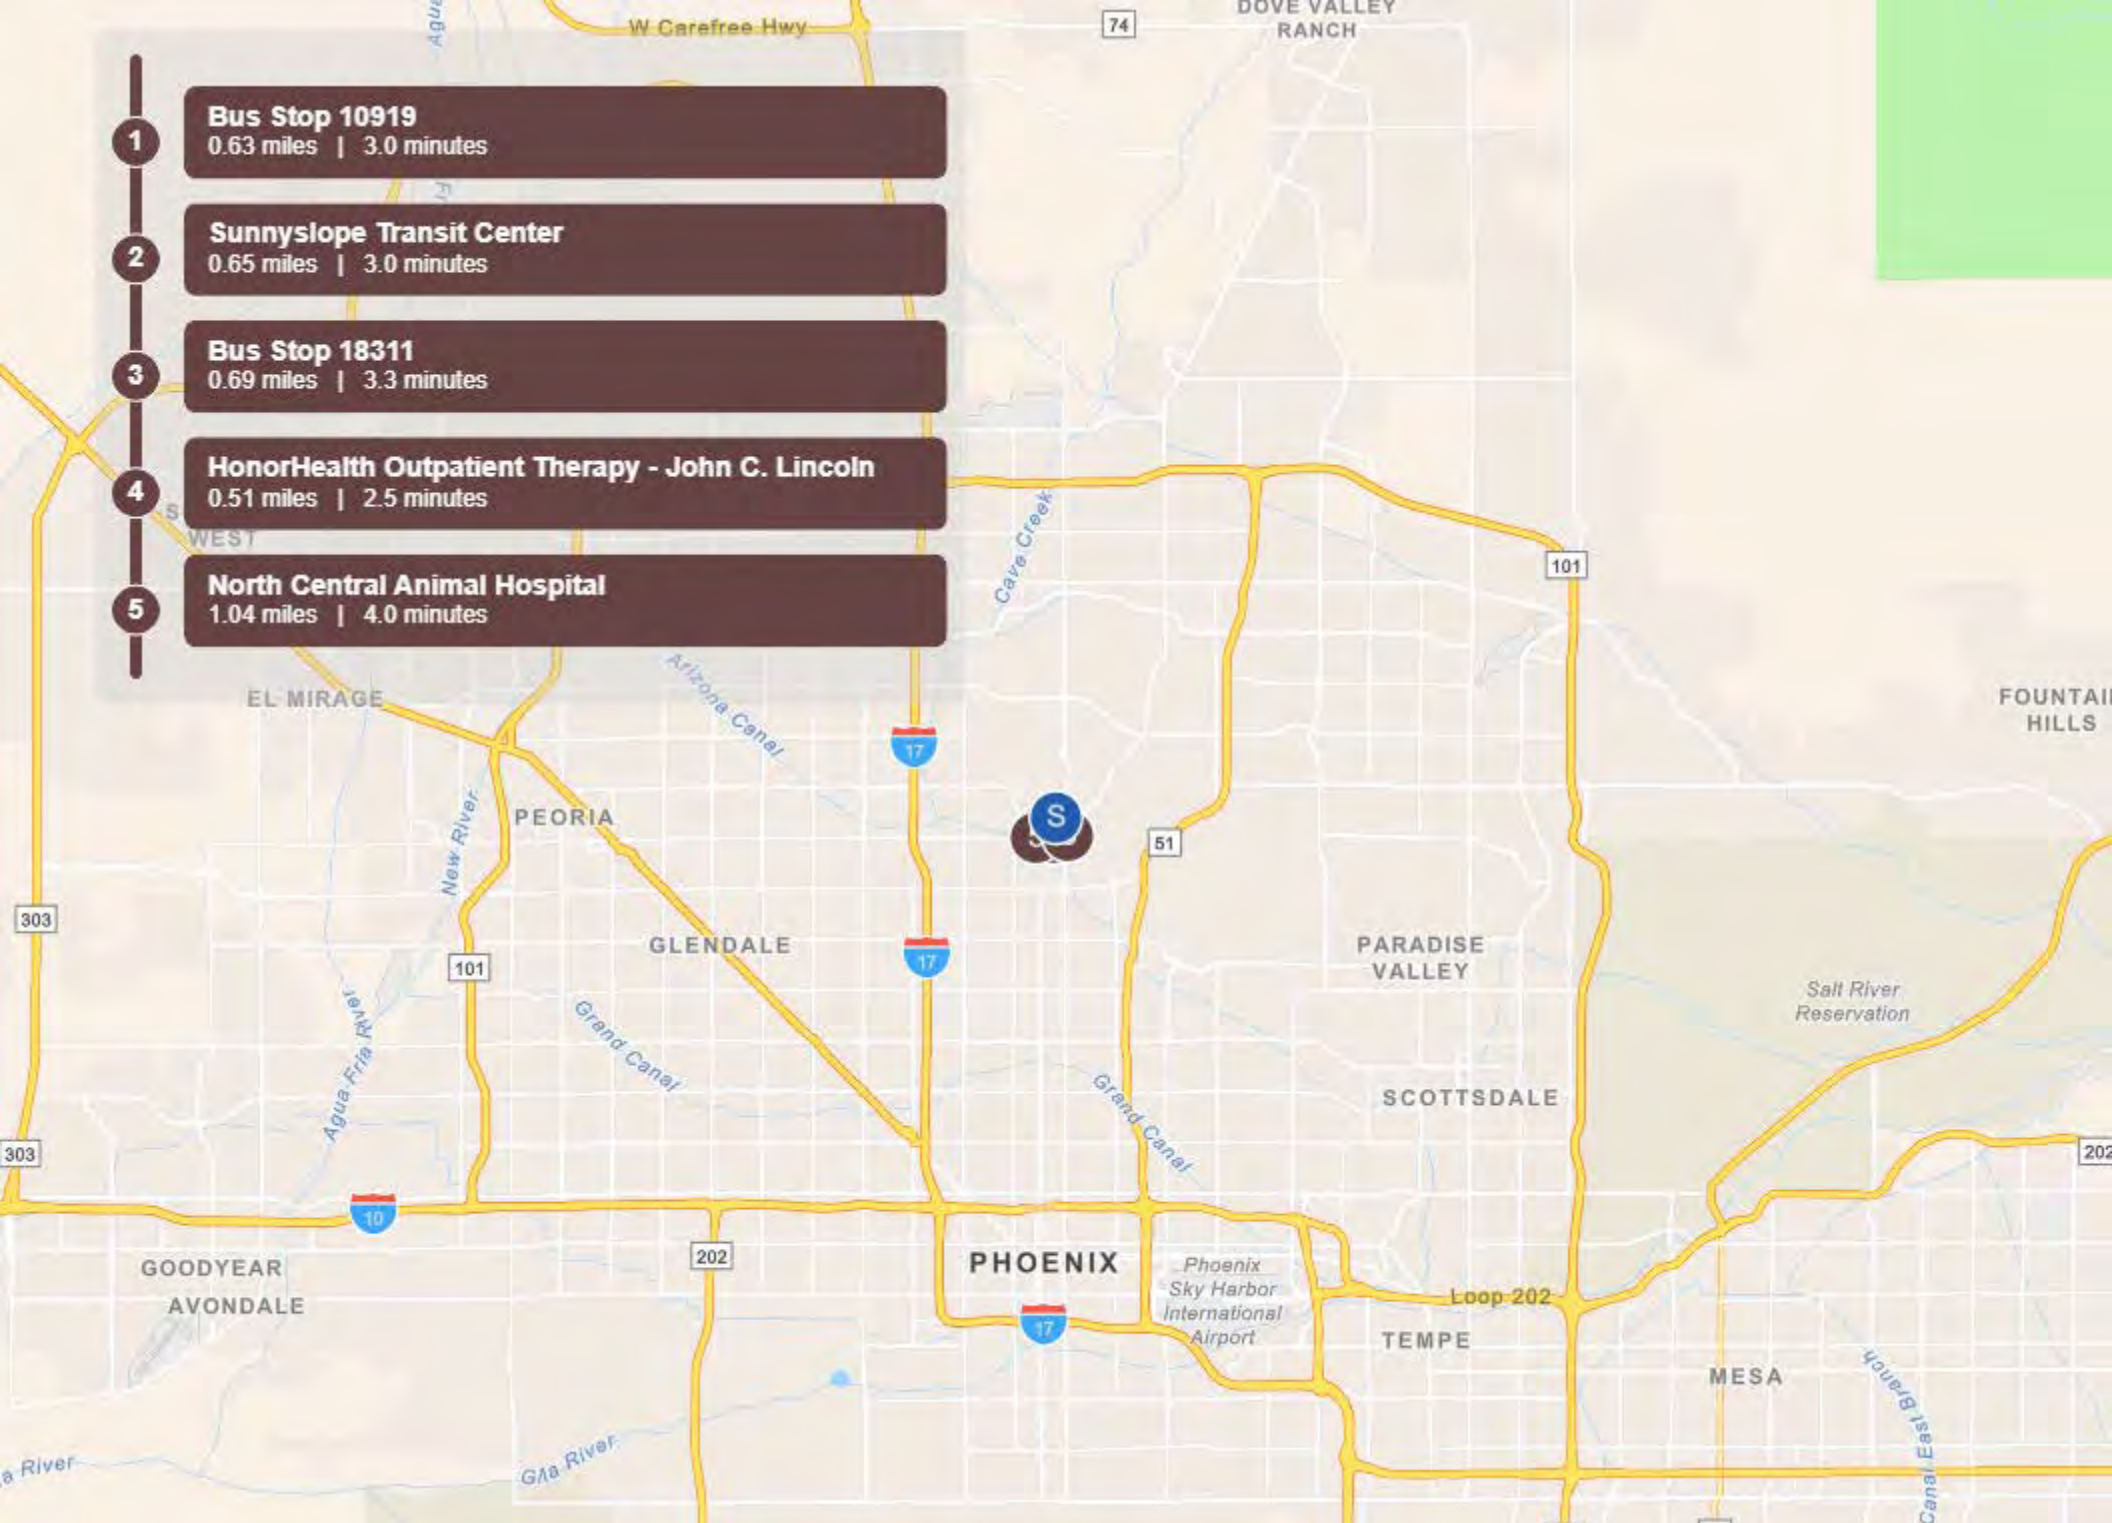 W Carefree Hwy
74
DOVE VALLEY
RANCH
1
Bus Stop 10919
0.63 miles | 3.0 minutes
2
Sunnyslope Transit Center
0.65 miles | 3.0 minutes
3
Bus Stop 18311
0.69 miles | 3.3 minutes
4
HonorHealth Outpatient Therapy - John C. Lincoln
0.51 miles | 2.5 minutes
WEST
5
North Central Animal Hospital
1.04 miles | 4.0 minutes
Cave Creek
101
EL MIRAGE
Arizona Canal
17
FOUNTAI
HILLS
PEORIA
New River
S
51
303
GLENDALE
17
101
PARADISE
VALLEY
Salt River
Reservation
Agua Fria River
Grand Canal
Grand Canal
SCOTTSDALE
303
202
10
202
GOODYEAR
AVONDALE
PHOENIX
Phoenix
Sky Harbor
International
Airport
17
Loop 202
TEMPE
MESA
Canal East Branch
a River
Gila River